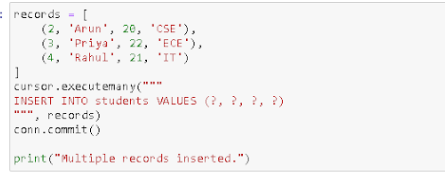 : records = [
    (2, 'Arun', 20, 'CSE'),
    (3, 'Priya', 22, 'ECE'),
    (4, 'Rahul', 21, 'IT')
]
cursor.executemany("""
INSERT INTO students VALUES (?, ?, ?, ?)
""", records)
conn.commit()
print("Multiple records inserted.")